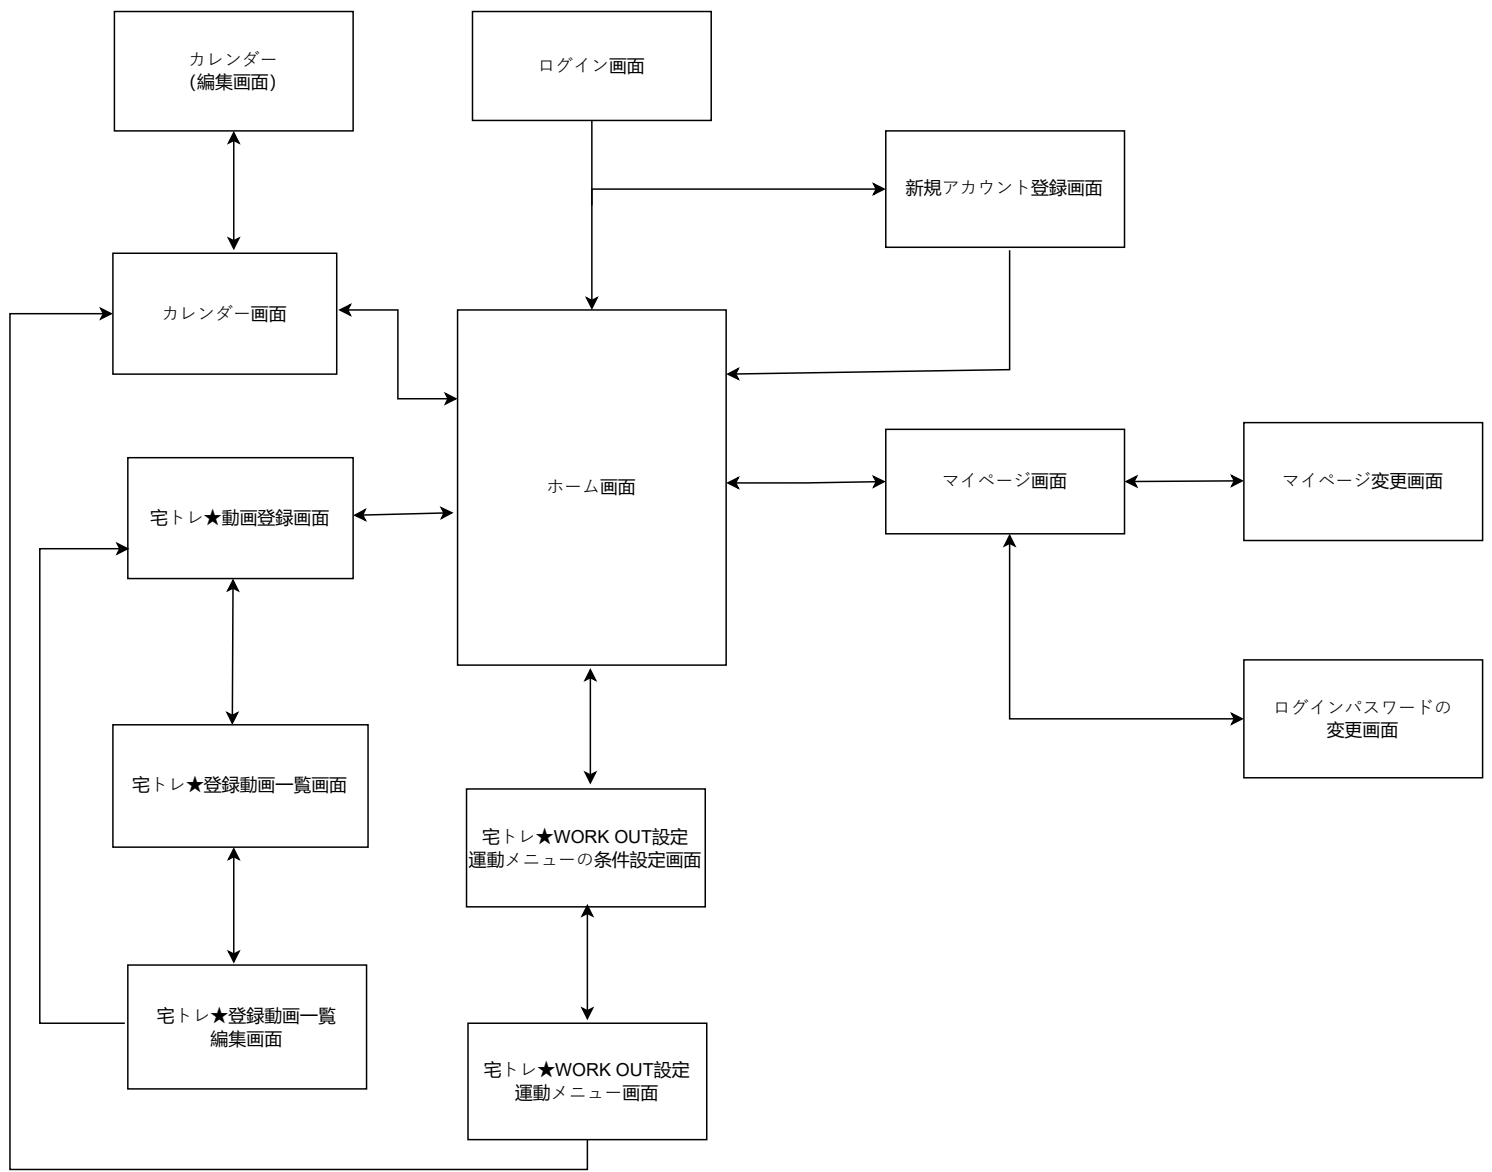 カレンダー
(編集画面)
ログイン画面
新規アカウント登録画面
カレンダー画面
ホーム画面
マイページ画面
マイページ変更画面
宅トレ★動画登録画面
ログインパスワードの
変更画面
宅トレ★登録動画一覧画面
宅トレ★WORK OUT設定
運動メニューの条件設定画面
宅トレ★登録動画一覧
編集画面
宅トレ★WORK OUT設定
運動メニュー画面